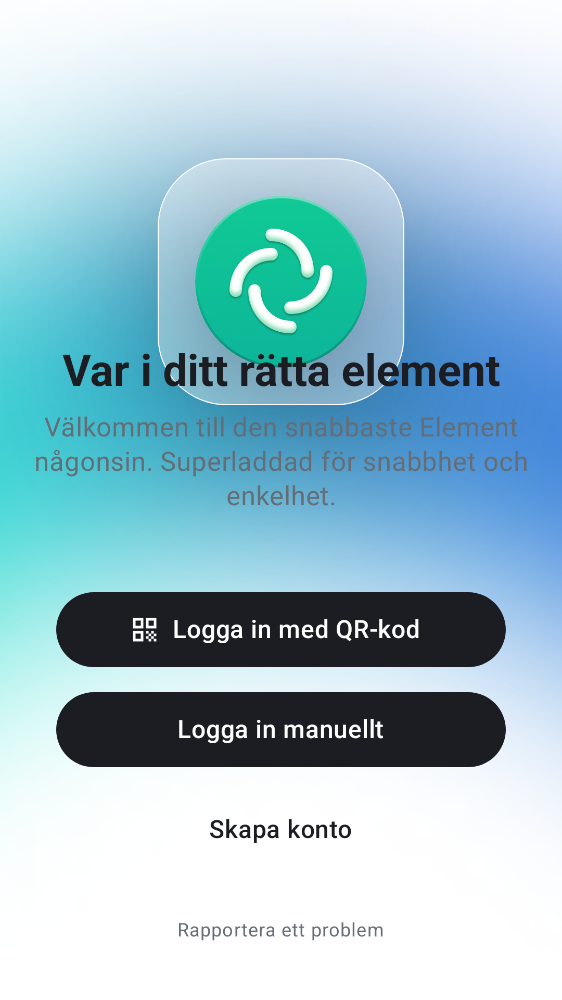 Var i ditt rätta element
Välkommen till den snabbaste Element
någonsin. Superladdad för snabbhet och
enkelhet.
Logga in med QR-kod
Logga in manuellt
Skapa konto
Rapportera ett problem